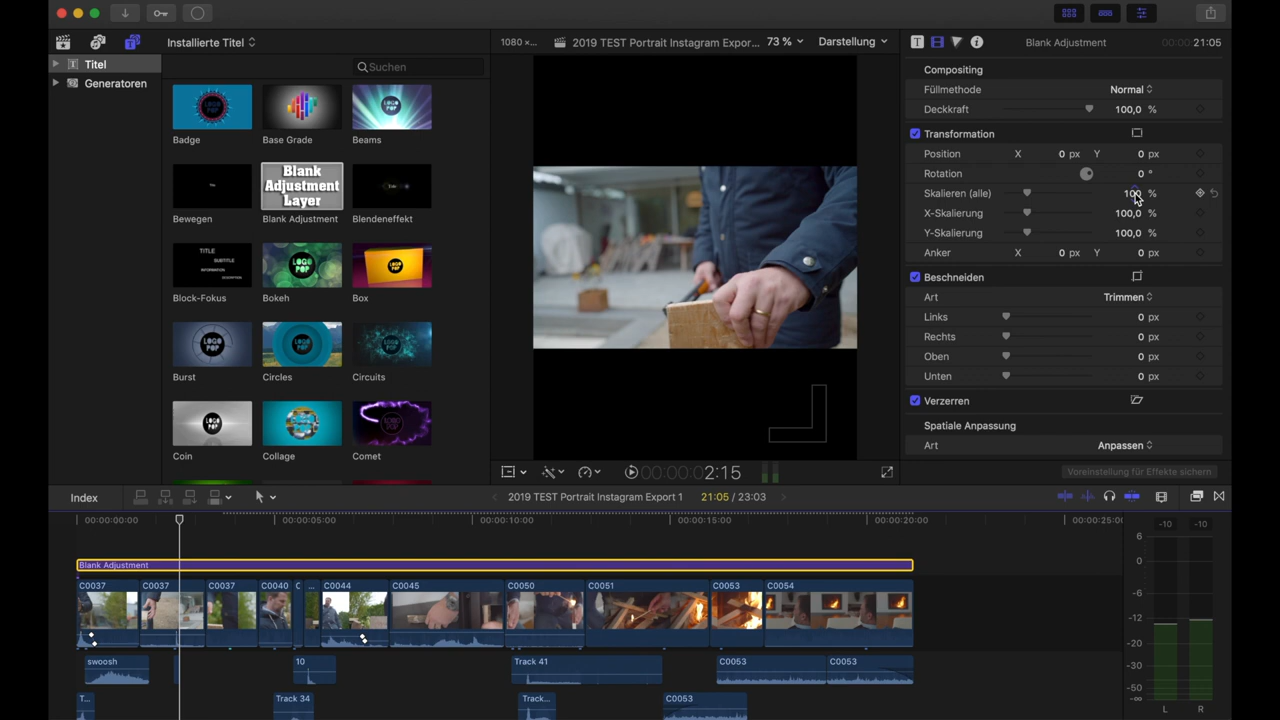 Installierte Titel
1080 ×...
2019 TEST Portrait Instagram Expor...
73 %
Darstellung
Blank Adjustment
00:00:0 21:05
Titel
Generatoren
Suchen
Badge
Base Grade
Beams
Blank
Adjustment
Layer
Bewegen
Blank Adjustment
Blendeneffekt
TITLE
SUBTITLE
INFORMATION
DESCRIPTION
LOGO
POP
Block-Fokus
Bokeh
Box
Burst
Circles
Circuits
Coin
Collage
Comet
Compositing
Füllmethode Normal
Deckkraft 100,0 %
Transformation
Position X 0 px Y 0 px
Rotation 0 °
Skalieren (alle) 100 %
X-Skalierung 100,0 %
Y-Skalierung 100,0 %
Anker X 0 px Y 0 px
Beschneiden
Art Trimmen
Links 0 px
Rechts 0 px
Oben 0 px
Unten 0 px
Verzerren
Spatiale Anpassung
Art Anpassen
00:00:00:02:15
Voreinstellung für Effekte sichern
Index
2019 TEST Portrait Instagram Export 1
21:05 / 23:03
00:00:00:00
00:00:05:00
00:00:10:00
00:00:15:00
00:00:20:00
00:00:25:00
Blank Adjustment
C0037
C0037
C0037
C0040
C
...
C0044
C0045
C0050
C0051
C0053
C0054
swoosh
10
Track 41
C0053
C0053
T...
Track 34
Track...
C0053
-10 -10
6
0
-6
-12
-20
-30
-50
-∞
L R